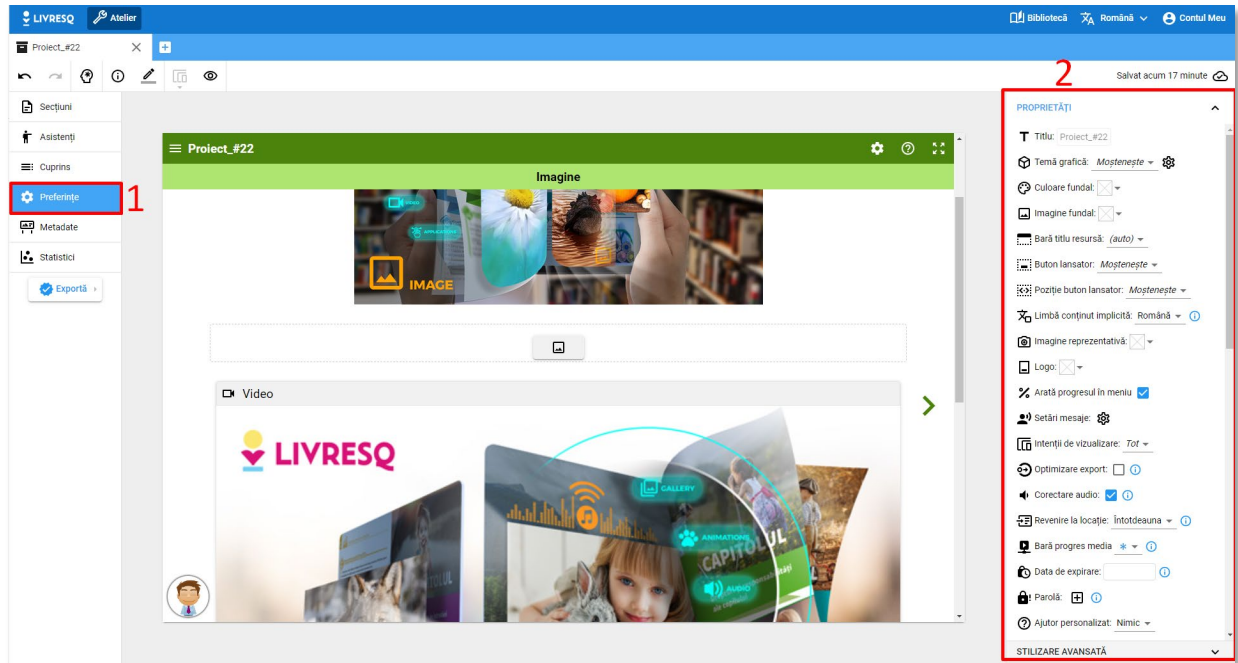 LIVRESQ
Atelier
Bibliotecă
Română
Contul Meu
Proiect_#22
Salvat acum 17 minute
2
Secțiuni
Asistenți
Cuprins
Preferințe
1
Metadate
Statistici
Exportă
Proiect_#22
Imagine
VIDEO
IMAGE
Video
LIVRESQ
GALLERY
ANIMATIONS
CAPITOLUL
AUDIO
PROPRIETĂȚI
Titlu: Proiect_#22
Temă grafică: Moștenește
Culoare fundal:
Imagine fundal:
Bară titlu resursă: (auto)
Buton lansator: Moștenește
Poziție buton lansator: Moștenește
Limbă conținut implicită: Română
Imagine reprezentativă:
Logo:
Arată progresul în meniu
Setări mesaje:
Intenții de vizualizare: Tot
Optimizare export:
Corectare audio:
Revenire la locație: Întotdeauna
Bară progres media *
Data de expirare:
Parolă:
Ajutor personalizat: Nimic
STILIZARE AVANSATĂ